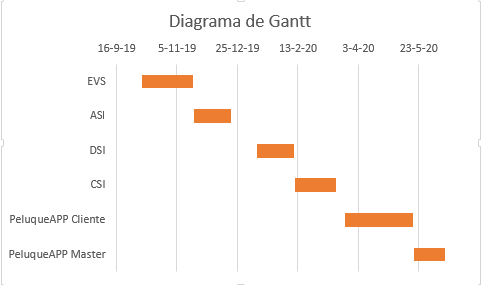 Diagrama de Gantt
16-9-19 5-11-19 25-12-19 13-2-20 3-4-20 23-5-20
EVS
ASI
DSI
CSI
PeluqueAPP Cliente
PeluqueAPP Master